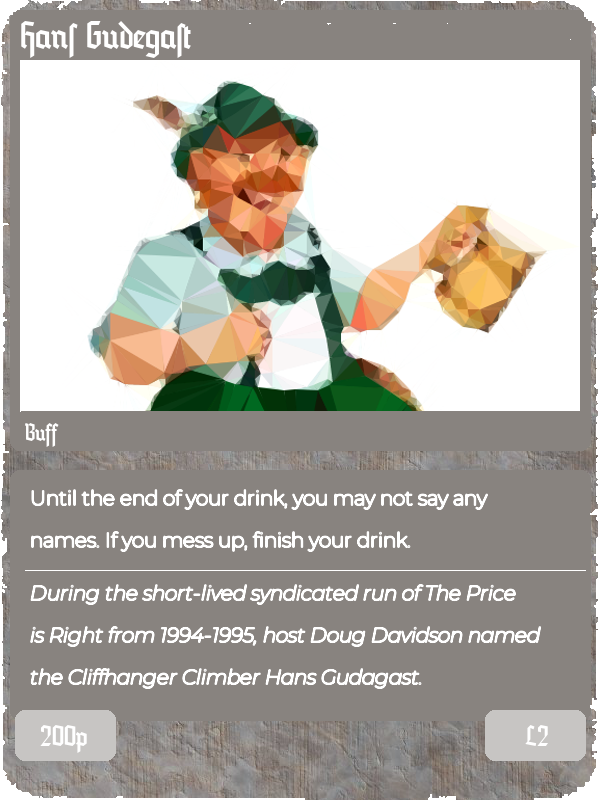 Hans Gudegast
Buff
Until the end of your drink, you may not say any
names. If you mess up, finish your drink.
During the short-lived syndicated run of The Price
is Right from 1994-1995, host Doug Davidson named
the Cliffhanger Climber Hans Gudagast.
200p
£2